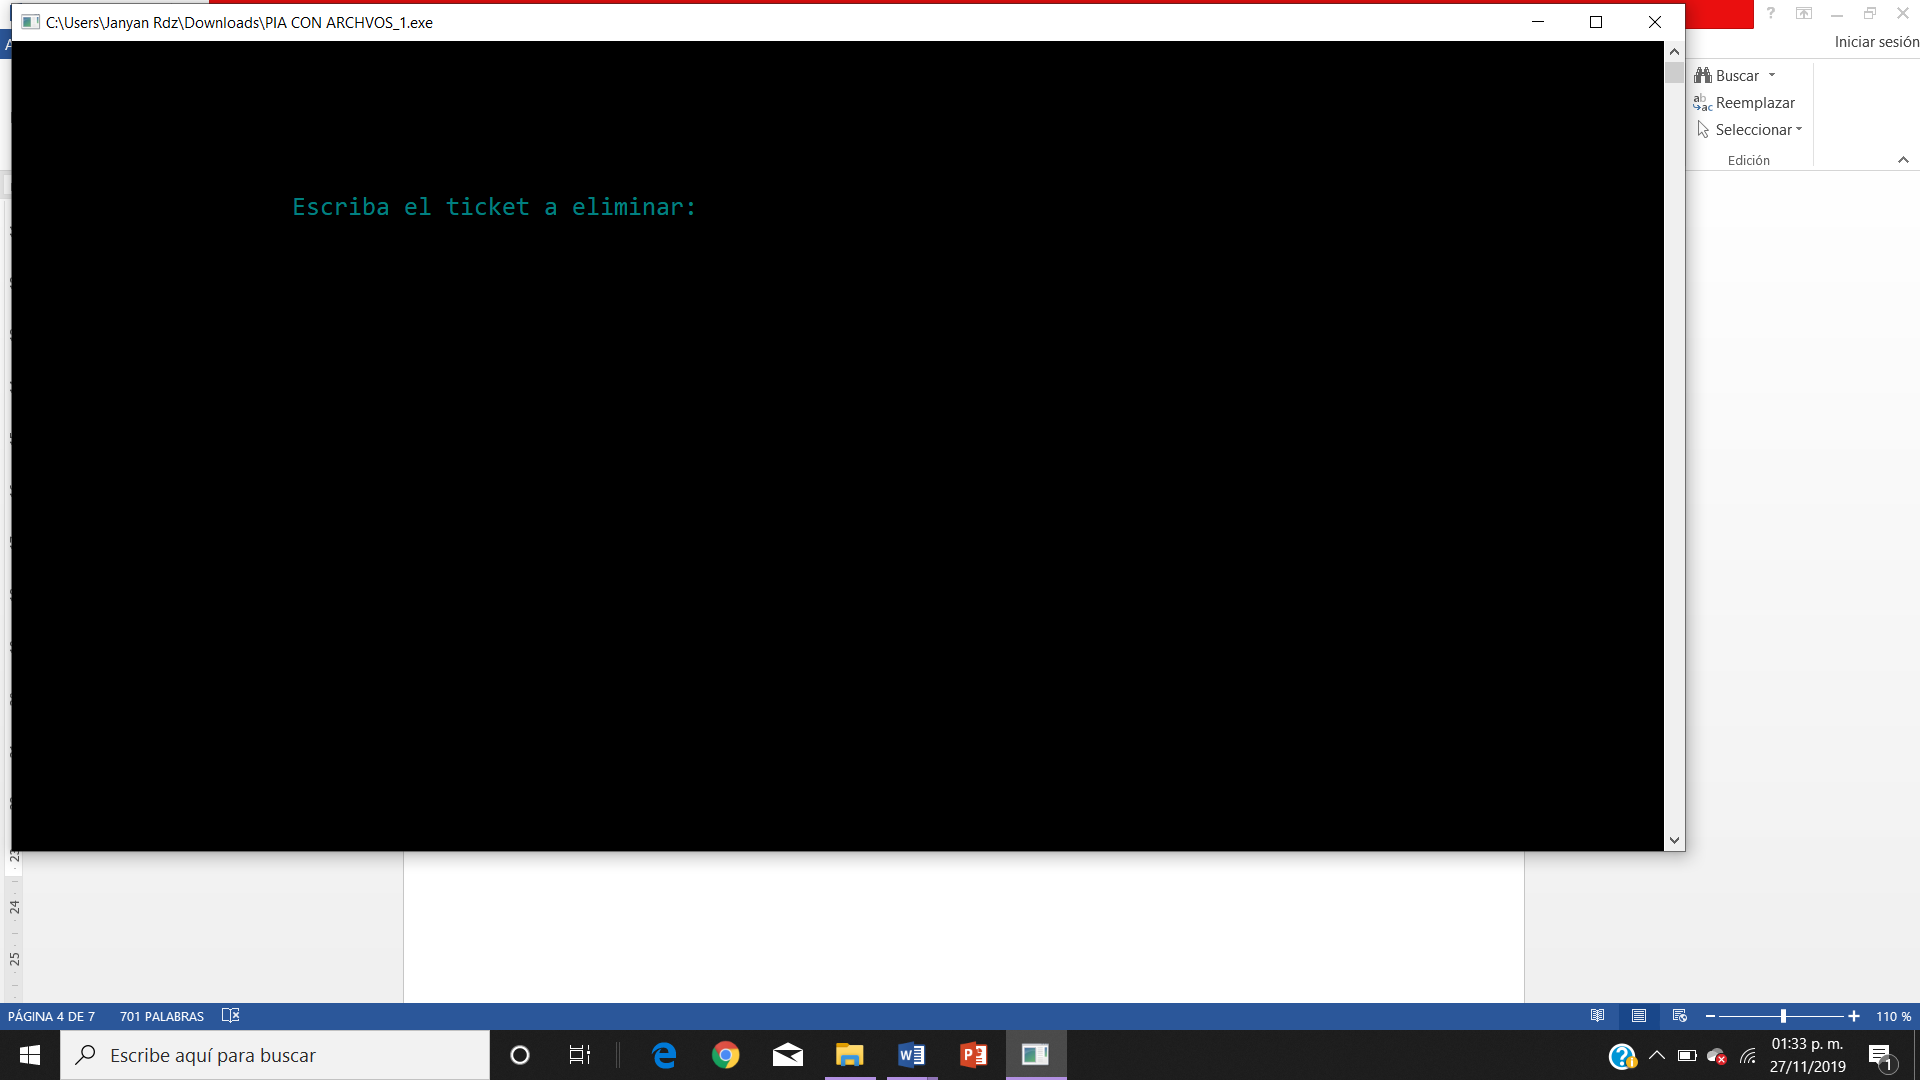 C:\Users\Janyan Rdz\Downloads\PIA CON ARCHVOS_1.exe
Iniciar sesión
Buscar
Reemplazar
Seleccionar
Edición
Escriba el ticket a eliminar:
24
25
PÁGINA 4 DE 7
701 PALABRAS
110 %
Escribe aquí para buscar
01:33 p. m.
27/11/2019
1